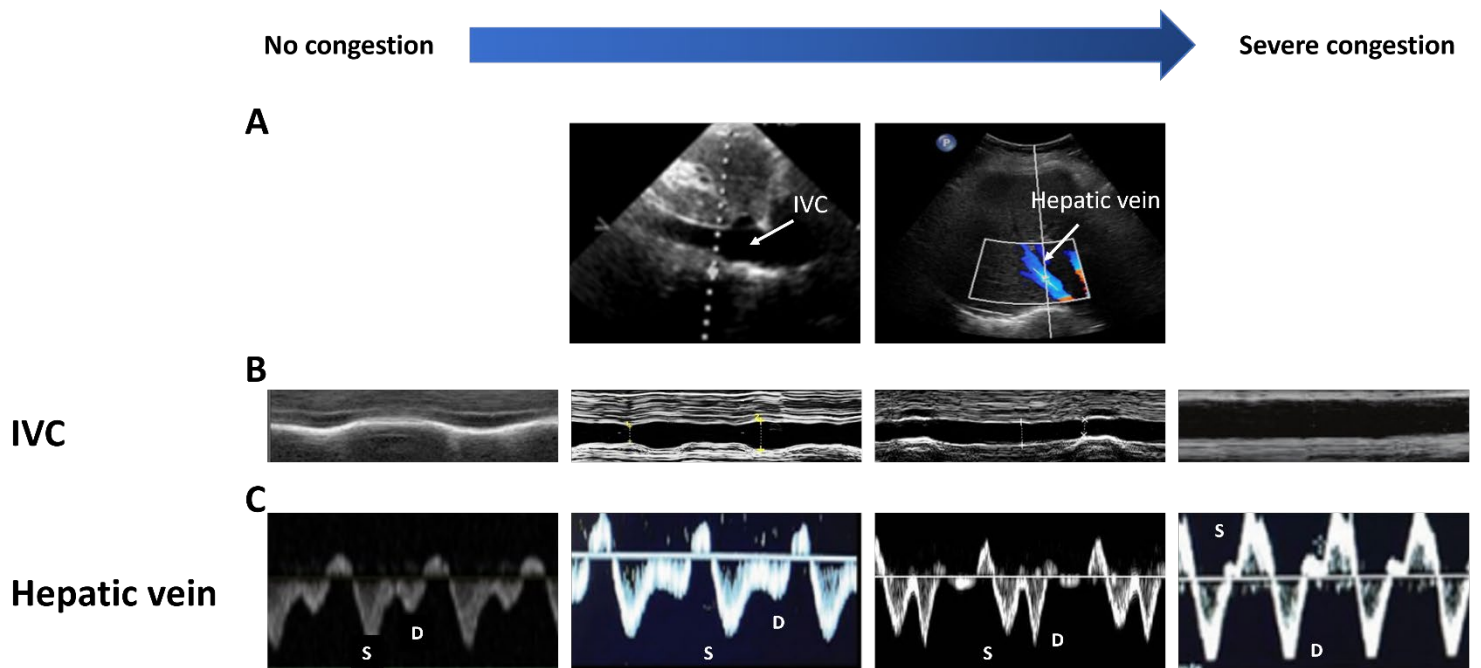 No congestion
Severe congestion
A
IVC
P
Hepatic vein
B
IVC
C
Hepatic vein
S
D
S
D
S
D
S
D